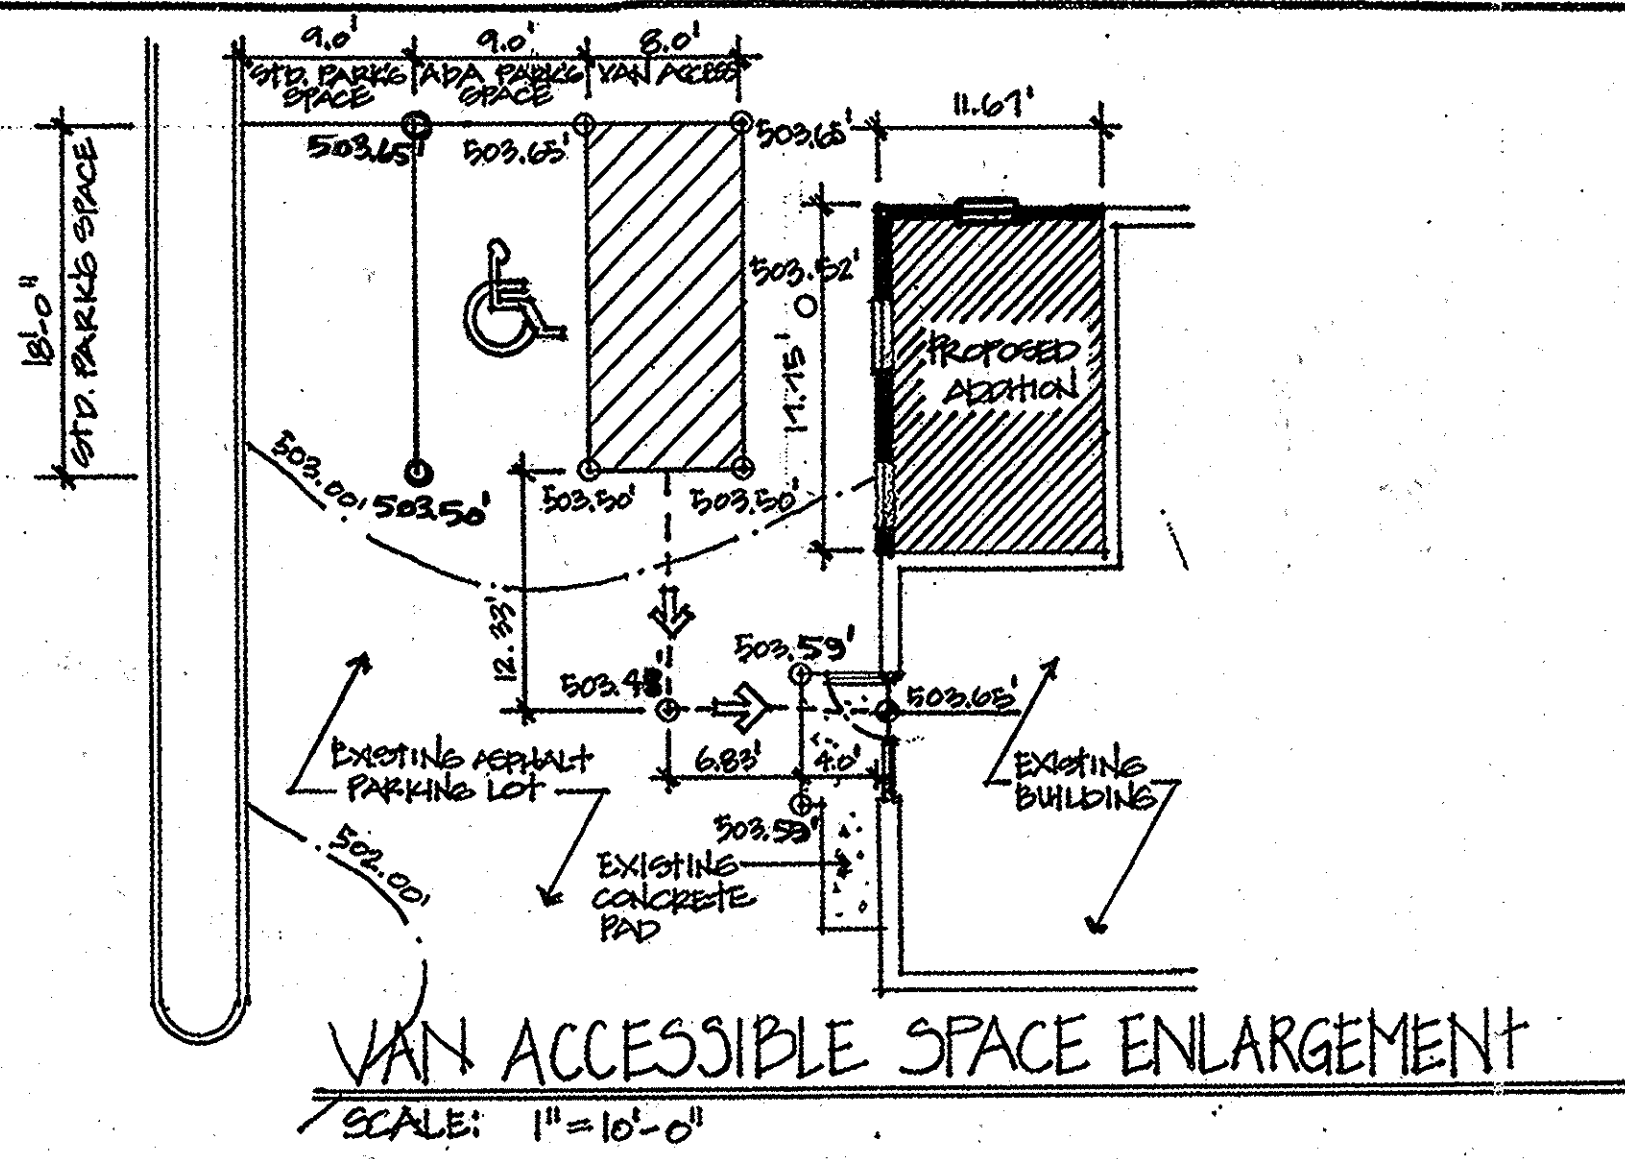 9.0' 9.0' 8.0'
STD. PARK'G ADA PARK'G VAN ACCESS
SPACE SPACE
11.67'
503.65' 503.65' 503.65'
18'-0"
STD. PARK'G SPACE
503.52'
17.75'
PROPOSED
ADDITION
503.00'
503.50' 503.50' 503.50'
12.33'
503.59'
503.48'
503.65'
6.83' 4.0'
EXISTING ASPHALT
PARKING LOT
EXISTING
BUILDING
503.59'
502.00'
EXISTING
CONCRETE
PAD
VAN ACCESSIBLE SPACE ENLARGEMENT
SCALE: 1"=10'-0"